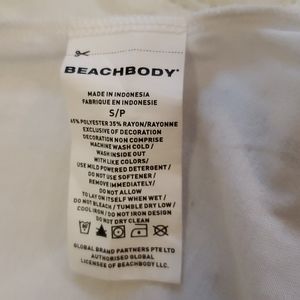 BEACHBODY®
MADE IN INDONESIA
FABRIQUE EN INDONESIE
S/P
65% POLYESTER 35% RAYON/RAYONNE
EXCLUSIVE OF DECORATION
DECORATION NON COMPRISE
MACHINE WASH COLD /
WASH INSIDE OUT
WITH LIKE COLORS/
USE MILD POWERED DETERGENT /
DO NOT USE SOFTENER /
REMOVE IMMEDIATELY /
DO NOT ALLOW
TO LAY ON ITSELF WHEN WET /
DO NOT BLEACH / TUMBLE DRY LOW /
COOL IRON / DO NOT IRON DESIGN
DO NOT DRY CLEAN
GLOBAL BRAND PARTNERS PTE LTD
AUTHORISED GLOBAL
LICENSEE OF BEACHBODY LLC.